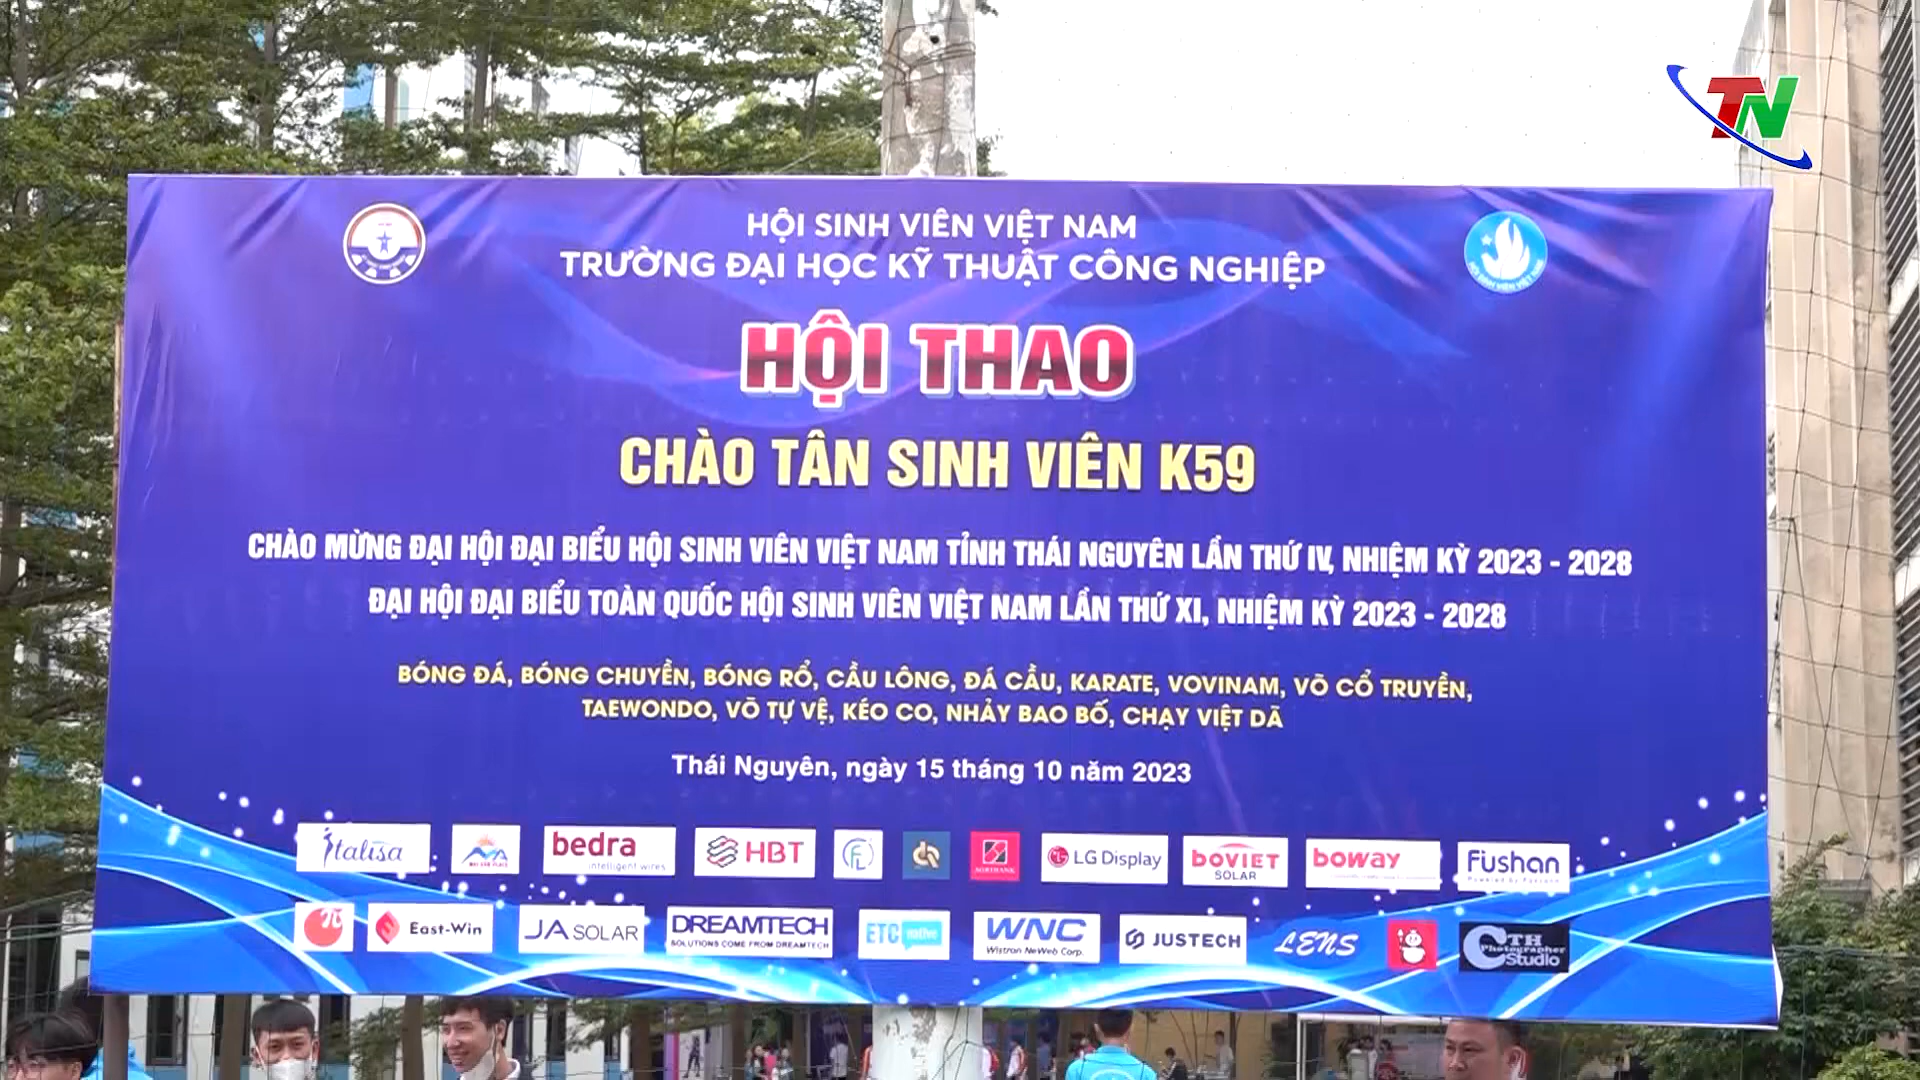 TN
HỘI SINH VIÊN VIỆT NAM
TRƯỜNG ĐẠI HỌC KỸ THUẬT CÔNG NGHIỆP
HỘI THAO
CHÀO TÂN SINH VIÊN K59
CHÀO MỪNG ĐẠI HỘI ĐẠI BIỂU HỘI SINH VIÊN VIỆT NAM TỈNH THÁI NGUYÊN LẦN THỨ IV, NHIỆM KỲ 2023 - 2028
ĐẠI HỘI ĐẠI BIỂU TOÀN QUỐC HỘI SINH VIÊN VIỆT NAM LẦN THỨ XI, NHIỆM KỲ 2023 - 2028
BÓNG ĐÁ, BÓNG CHUYỀN, BÓNG RỔ, CẦU LÔNG, ĐÁ CẦU, KARATE, VOVINAM, VÕ CỔ TRUYỀN,
TAEWONDO, VÕ TỰ VỆ, KÉO CO, NHẢY BAO BỐ, CHẠY VIỆT DÃ
Thái Nguyên, ngày 15 tháng 10 năm 2023
italisa bedra HBT LG Display BOVIET boway Fushan
intelligent wires AGRIBANK SOLAR Powered by Foxconn
East-Win JA SOLAR DREAMTECH ETC native WNC JUSTECH LENS CTH Photographer Studio
SOLUTIONS COME FROM DREAMTECH Wistron NeWeb Corp.